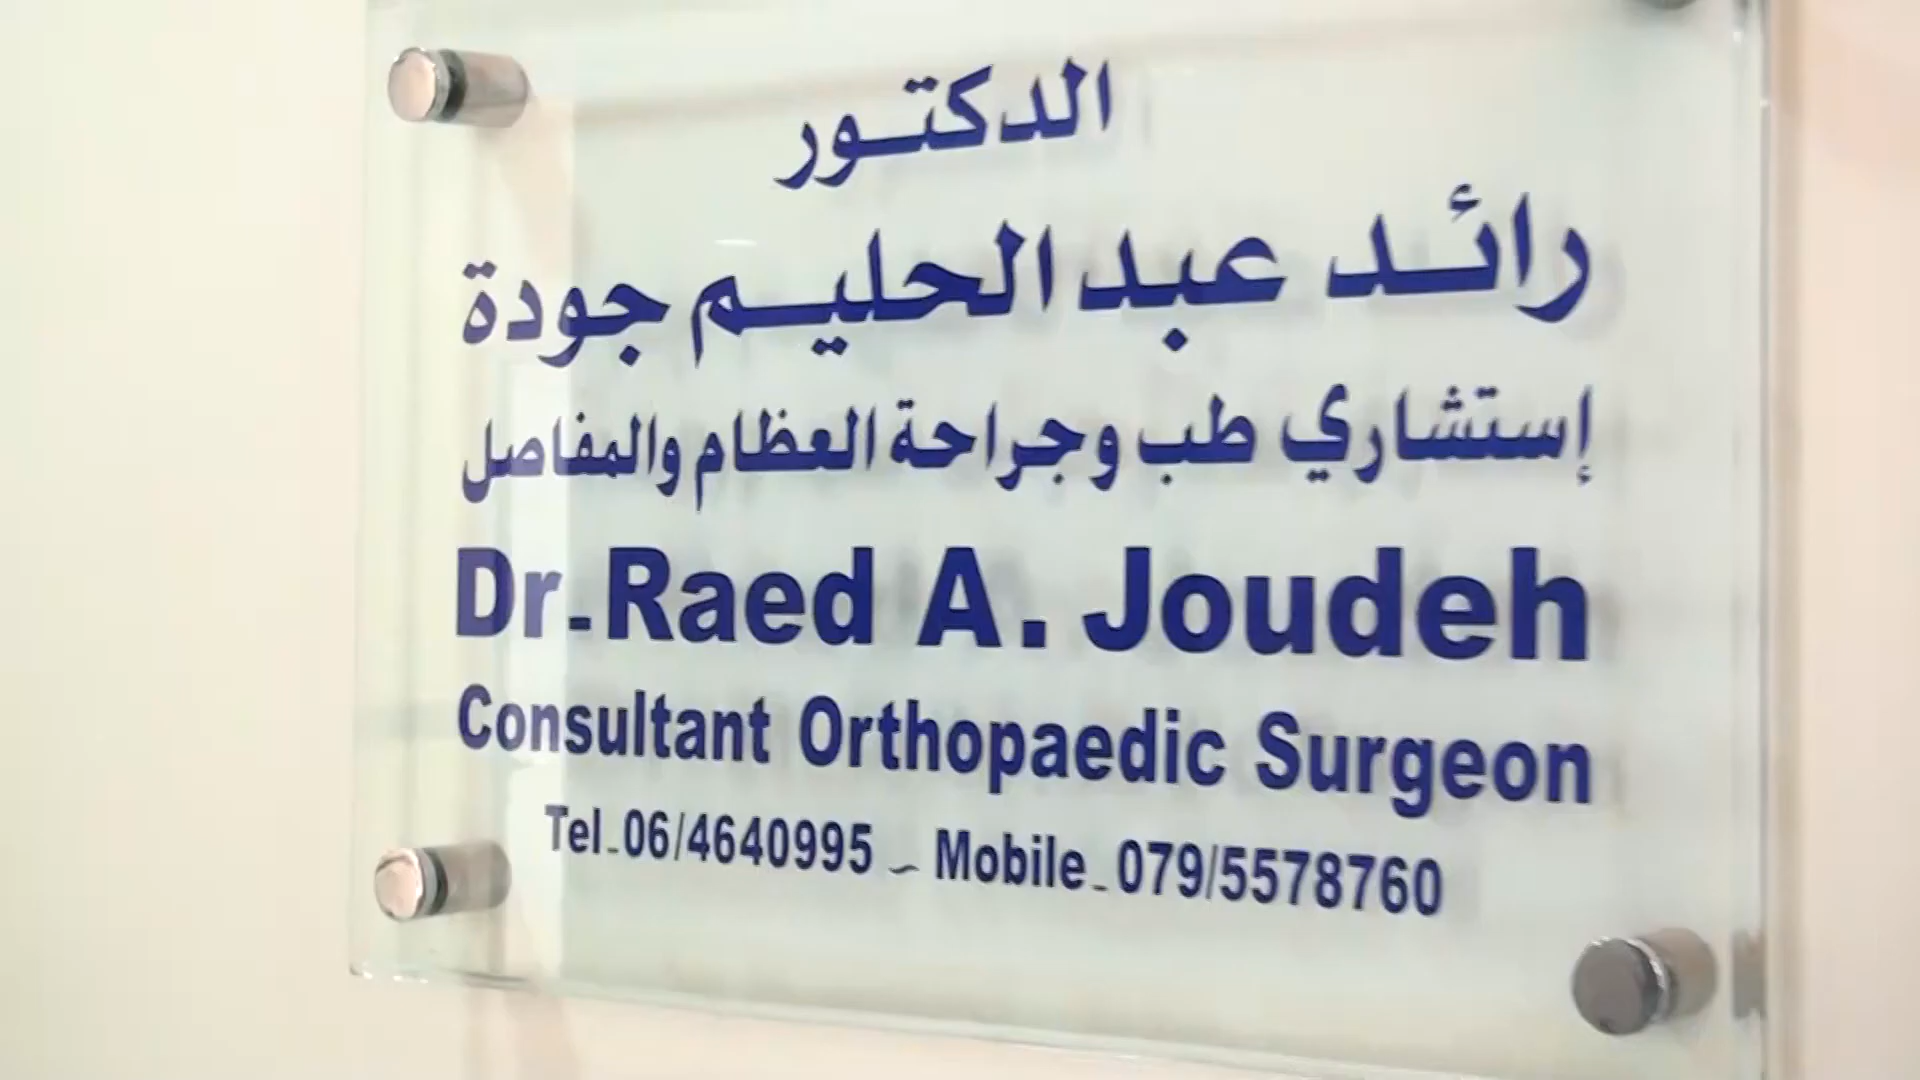 الدكتور
رائد عبد الحليم جودة
إستشاري طب وجراحة العظام والمفاصل
Dr.Raed A. Joudeh
Consultant Orthopaedic Surgeon
Tel.06/4640995 – Mobile.079/5578760